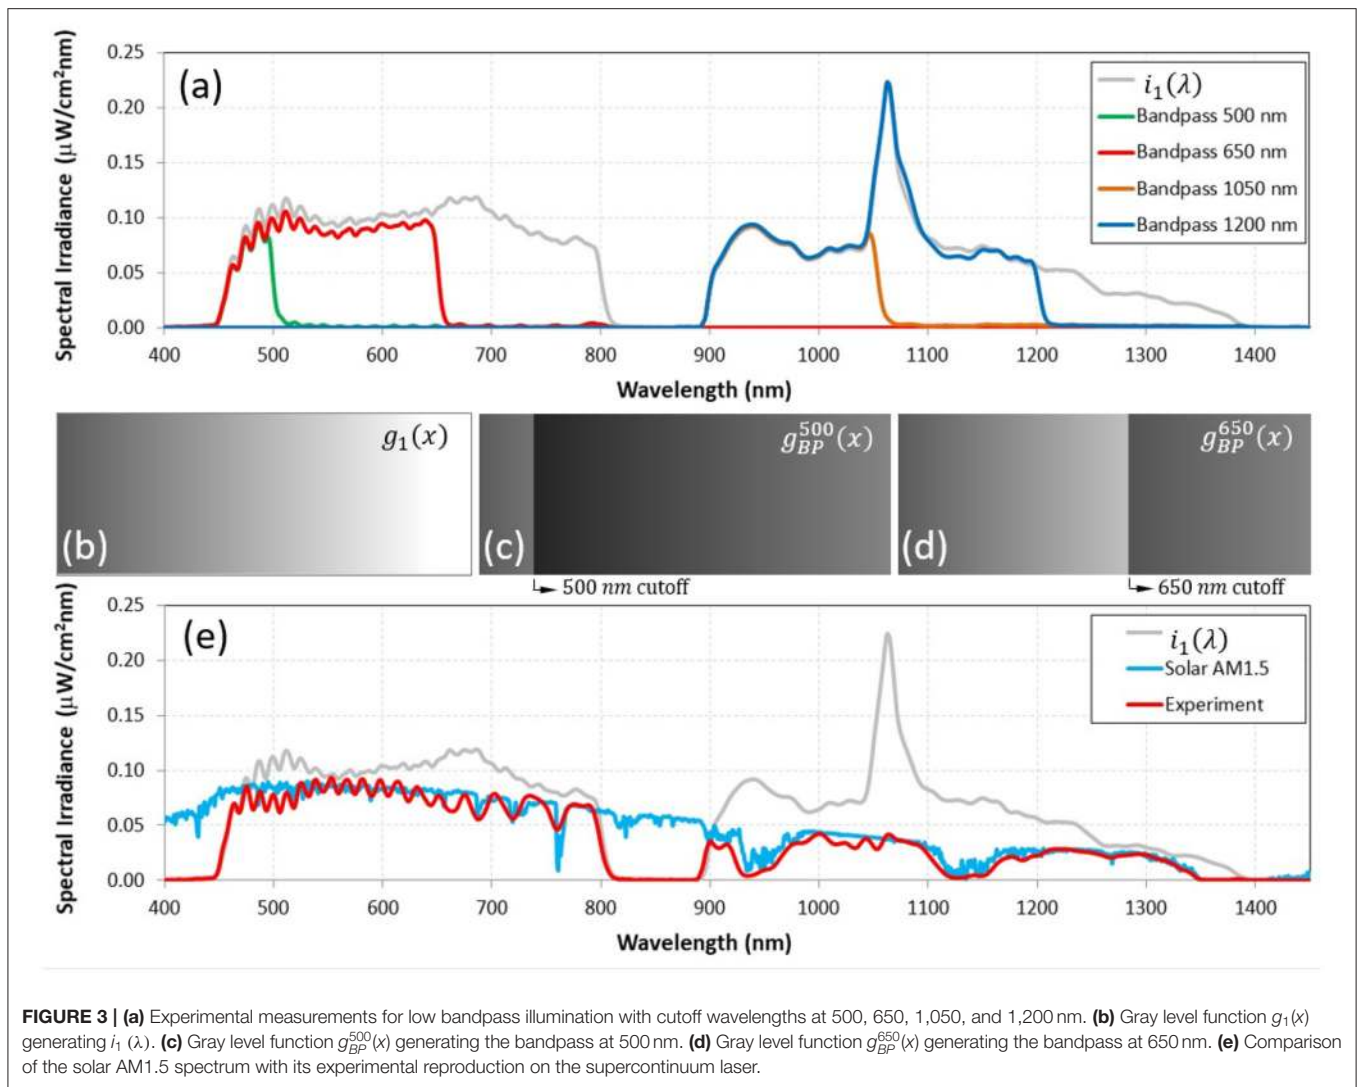 0.25
0.20
0.15
0.10
0.05
0.00
Spectral Irradiance (µW/cm²nm)
(a)
i₁(λ)
Bandpass 500 nm
Bandpass 650 nm
Bandpass 1050 nm
Bandpass 1200 nm
400 500 600 700 800 900 1000 1100 1200 1300 1400
Wavelength (nm)
g₁(x)
(b)
g_BP^500(x)
(c)
500 nm cutoff
g_BP^650(x)
(d)
650 nm cutoff
0.25
0.20
0.15
0.10
0.05
0.00
Spectral Irradiance (µW/cm²nm)
(e)
i₁(λ)
Solar AM1.5
Experiment
400 500 600 700 800 900 1000 1100 1200 1300 1400
Wavelength (nm)
FIGURE 3 | (a) Experimental measurements for low bandpass illumination with cutoff wavelengths at 500, 650, 1,050, and 1,200 nm. (b) Gray level function g₁(x)
generating i₁ (λ). (c) Gray level function g_BP^500(x) generating the bandpass at 500 nm. (d) Gray level function g_BP^650(x) generating the bandpass at 650 nm. (e) Comparison
of the solar AM1.5 spectrum with its experimental reproduction on the supercontinuum laser.